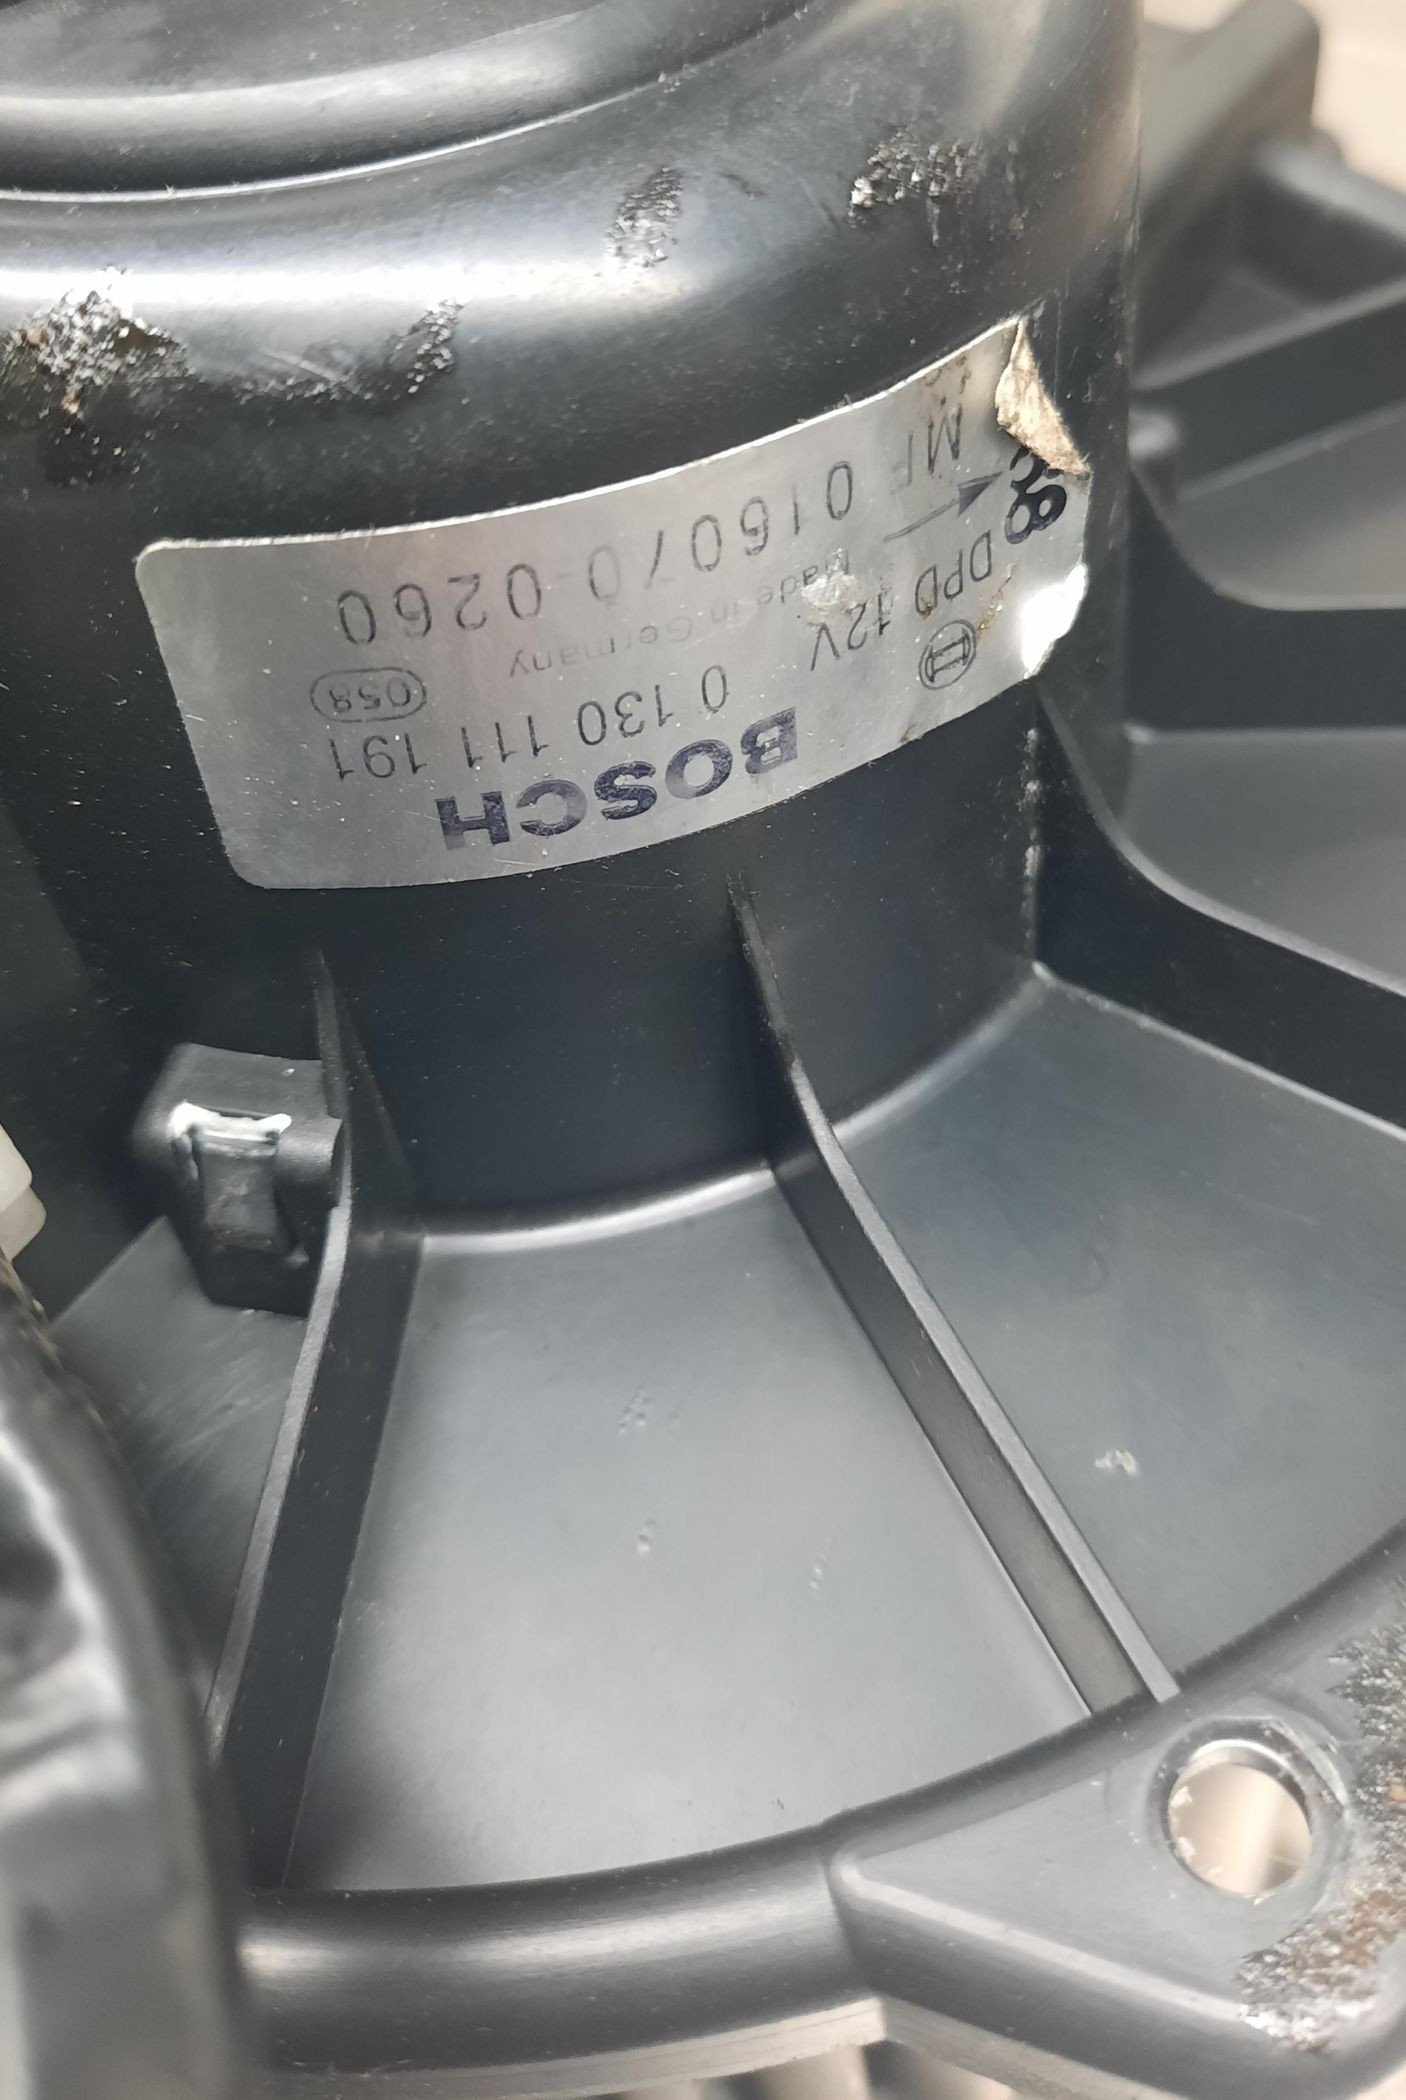 BOSCH
0 130 111 191
DPD 12V
058
Made in Germany
MF 016070-0260